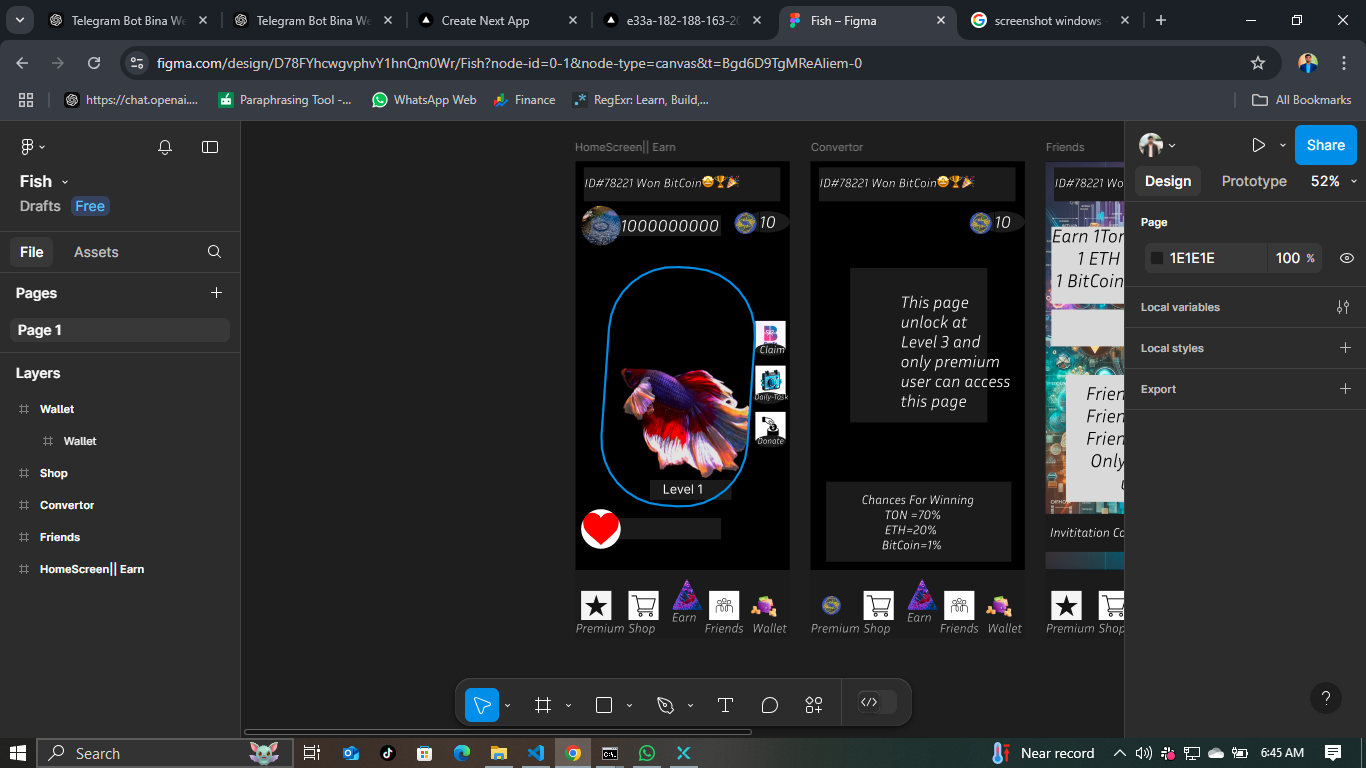 Telegram Bot Bina We
Telegram Bot Bina We
Create Next App
e33a-182-188-163-20
Fish – Figma
screenshot windows -
figma.com/design/D78FYhcwgvphvY1hnQm0Wr/Fish?node-id=0-1&node-type=canvas&t=Bgd6D9TgMReAliem-0
https://chat.openai....
Paraphrasing Tool -...
WhatsApp Web
Finance
RegExr: Learn, Build,...
All Bookmarks
Fish
Drafts
Free
File
Assets
Pages
Page 1
Layers
Wallet
Wallet
Shop
Convertor
Friends
HomeScreen|| Earn
HomeScreen|| Earn
ID#78221 Won BitCoin🤩🏆🎉
1000000000
10
Claim
Daily-Task
Donate
Level 1
Premium
Shop
Earn
Friends
Wallet
Convertor
ID#78221 Won BitCoin🤩🏆🎉
10
This page
unlock at
Level 3 and
only premium
user can access
this page
Chances For Winning
TON =70%
ETH=20%
BitCoin=1%
Premium
Shop
Earn
Friends
Wallet
Friends
ID#78221 Wo
Earn 1Ton
1 ETH
1 BitCoin
Frien
Frien
Frien
Only
Invititation Co
Premium
Shop
Share
Design
Prototype
52%
Page
1E1E1E
100
%
Local variables
Local styles
Export
?
Search
Near record
6:45 AM